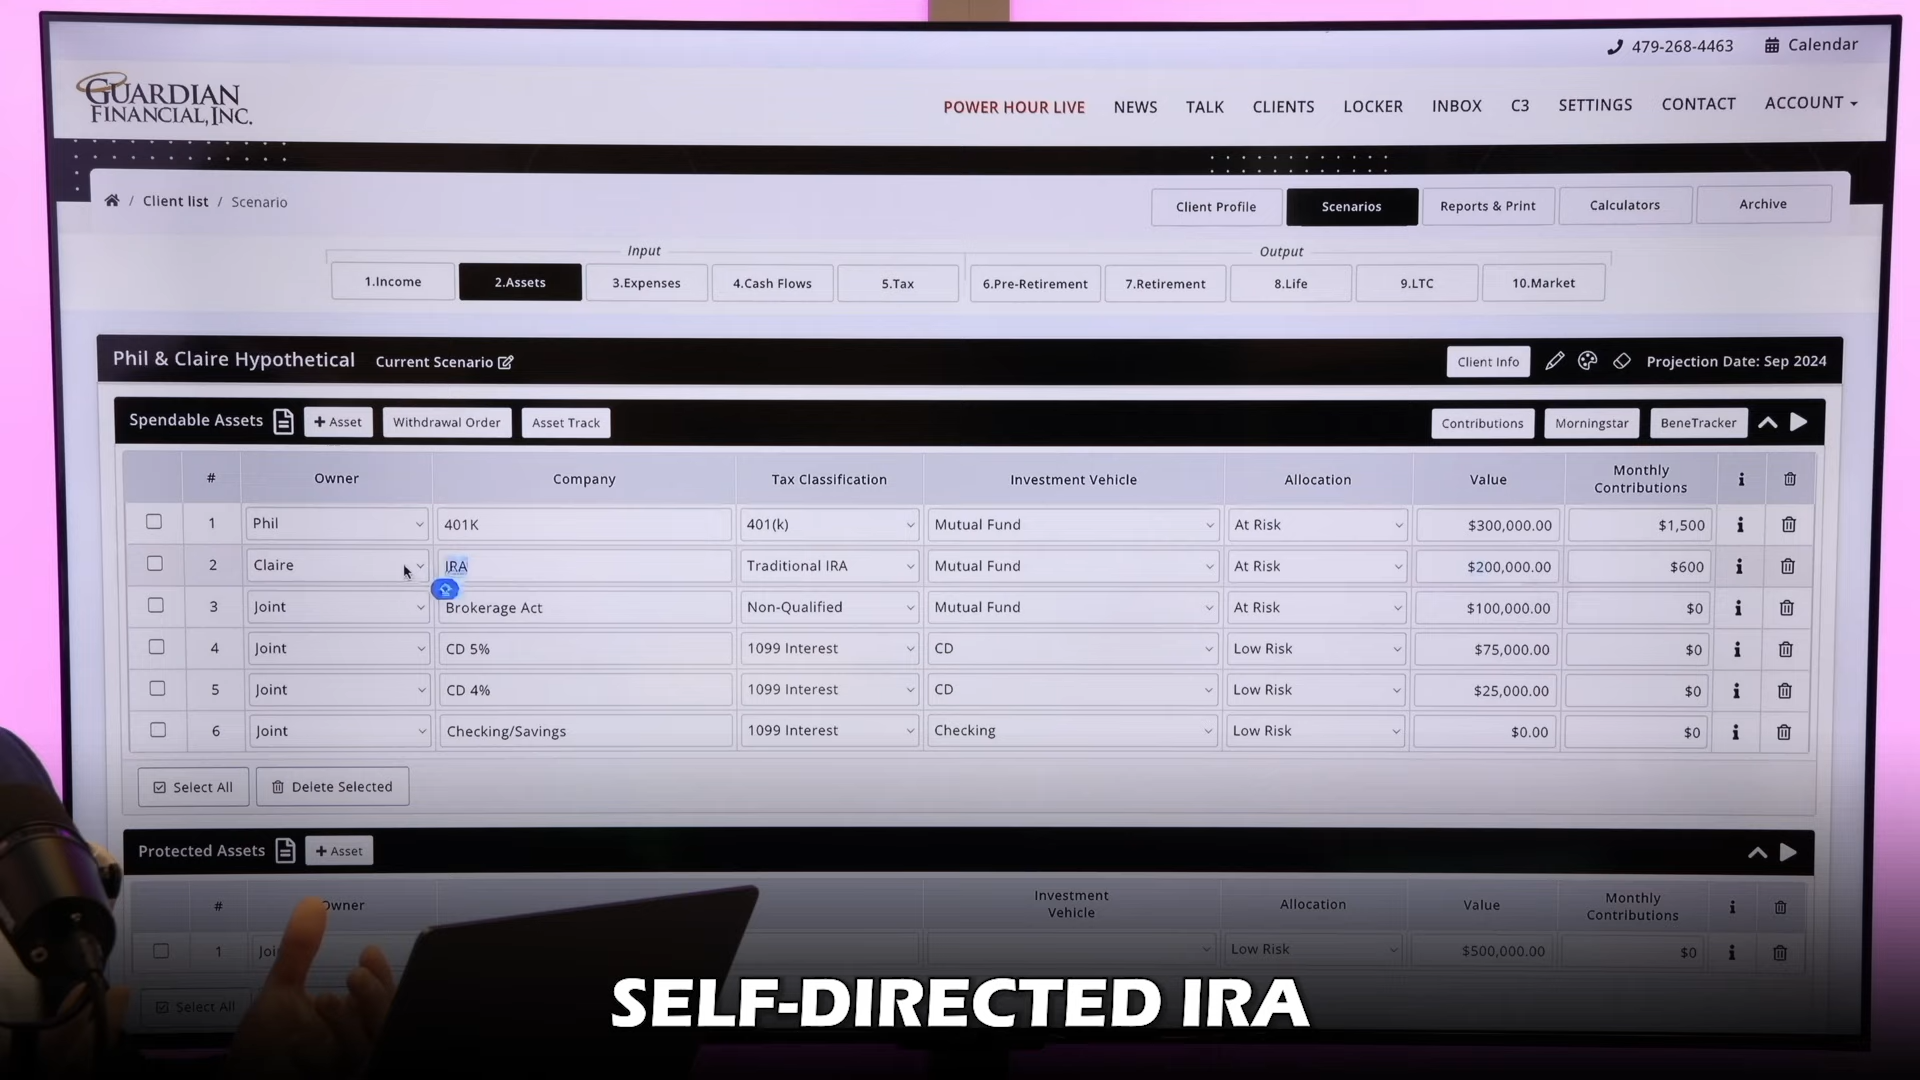 479-268-4463 Calendar
GUARDIAN
FINANCIAL, INC.
POWER HOUR LIVE NEWS TALK CLIENTS LOCKER INBOX C3 SETTINGS CONTACT ACCOUNT
/ Client list / Scenario
Client Profile Scenarios Reports & Print Calculators Archive
Input Output
1.Income 2.Assets 3.Expenses 4.Cash Flows 5.Tax 6.Pre-Retirement 7.Retirement 8.Life 9.LTC 10.Market
Phil & Claire Hypothetical Current Scenario Client Info Projection Date: Sep 2024
Spendable Assets + Asset Withdrawal Order Asset Track Contributions Morningstar BeneTracker
# Owner Company Tax Classification Investment Vehicle Allocation Value Monthly Contributions i
1 Phil 401K 401(k) Mutual Fund At Risk $300,000.00 $1,500 i
2 Claire IRA Traditional IRA Mutual Fund At Risk $200,000.00 $600 i
3 Joint Brokerage Act Non-Qualified Mutual Fund At Risk $100,000.00 $0 i
4 Joint CD 5% 1099 Interest CD Low Risk $75,000.00 $0 i
5 Joint CD 4% 1099 Interest CD Low Risk $25,000.00 $0 i
6 Joint Checking/Savings 1099 Interest Checking Low Risk $0.00 $0 i
Select All Delete Selected
Protected Assets + Asset
# Owner Investment Vehicle Allocation Value Monthly Contributions i
1 Joi Low Risk $500,000.00 $0 i
Select All
SELF-DIRECTED IRA